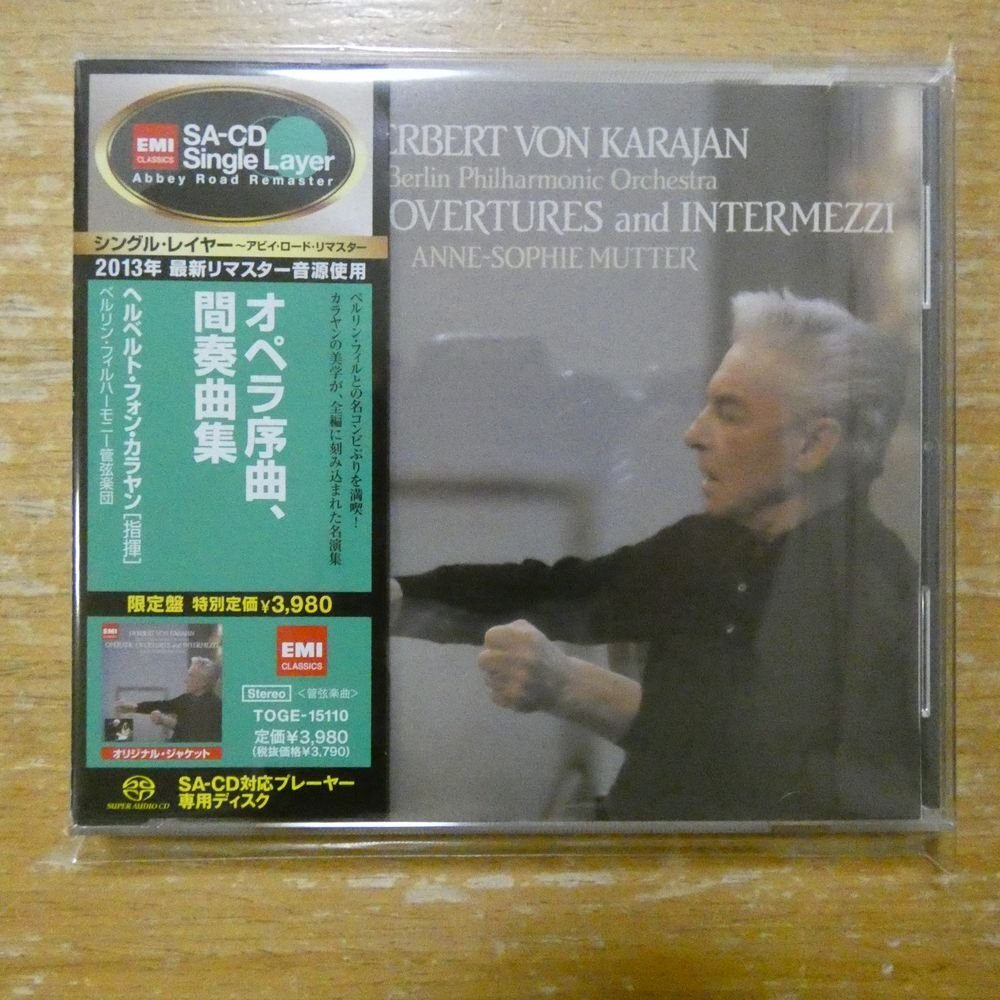 EMI
CLASSICS
SA-CD
Single Layer
Abbey Road Remaster
シングル・レイヤー～アビイ・ロード・リマスター
2013年 最新リマスター音源使用
ベルリン・フィルとの名コンビぶりを満喫!
カラヤンの美学が、全編に刻み込まれた名演集
オペラ序曲、
間奏曲集
ヘルベルト・フォン・カラヤン[指揮]
ベルリン・フィルハーモニー管弦楽団
限定盤 特別定価¥3,980
EMI
HERBERT VON KARAJAN
OPERATIC OVERTURES and INTERMEZZI
オリジナル・ジャケット
EMI
CLASSICS
Stereo <管弦楽曲>
TOGE-15110
定価¥3,980
(税抜価格¥3,790)
SUPER AUDIO CD
SA-CD対応プレーヤー
専用ディスク
ERBERT VON KARAJAN
Berlin Philharmonic Orchestra
OVERTURES and INTERMEZZI
ANNE-SOPHIE MUTTER